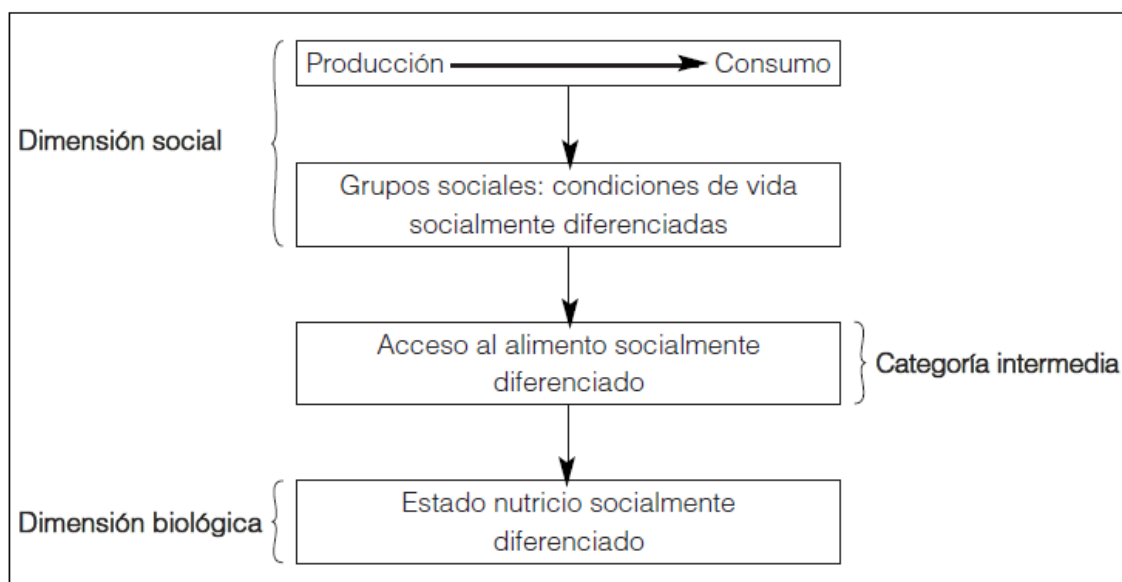 Producción Consumo
Dimensión social
Grupos sociales: condiciones de vida
socialmente diferenciadas
Acceso al alimento socialmente
diferenciado
Categoría intermedia
Estado nutricio socialmente
diferenciado
Dimensión biológica